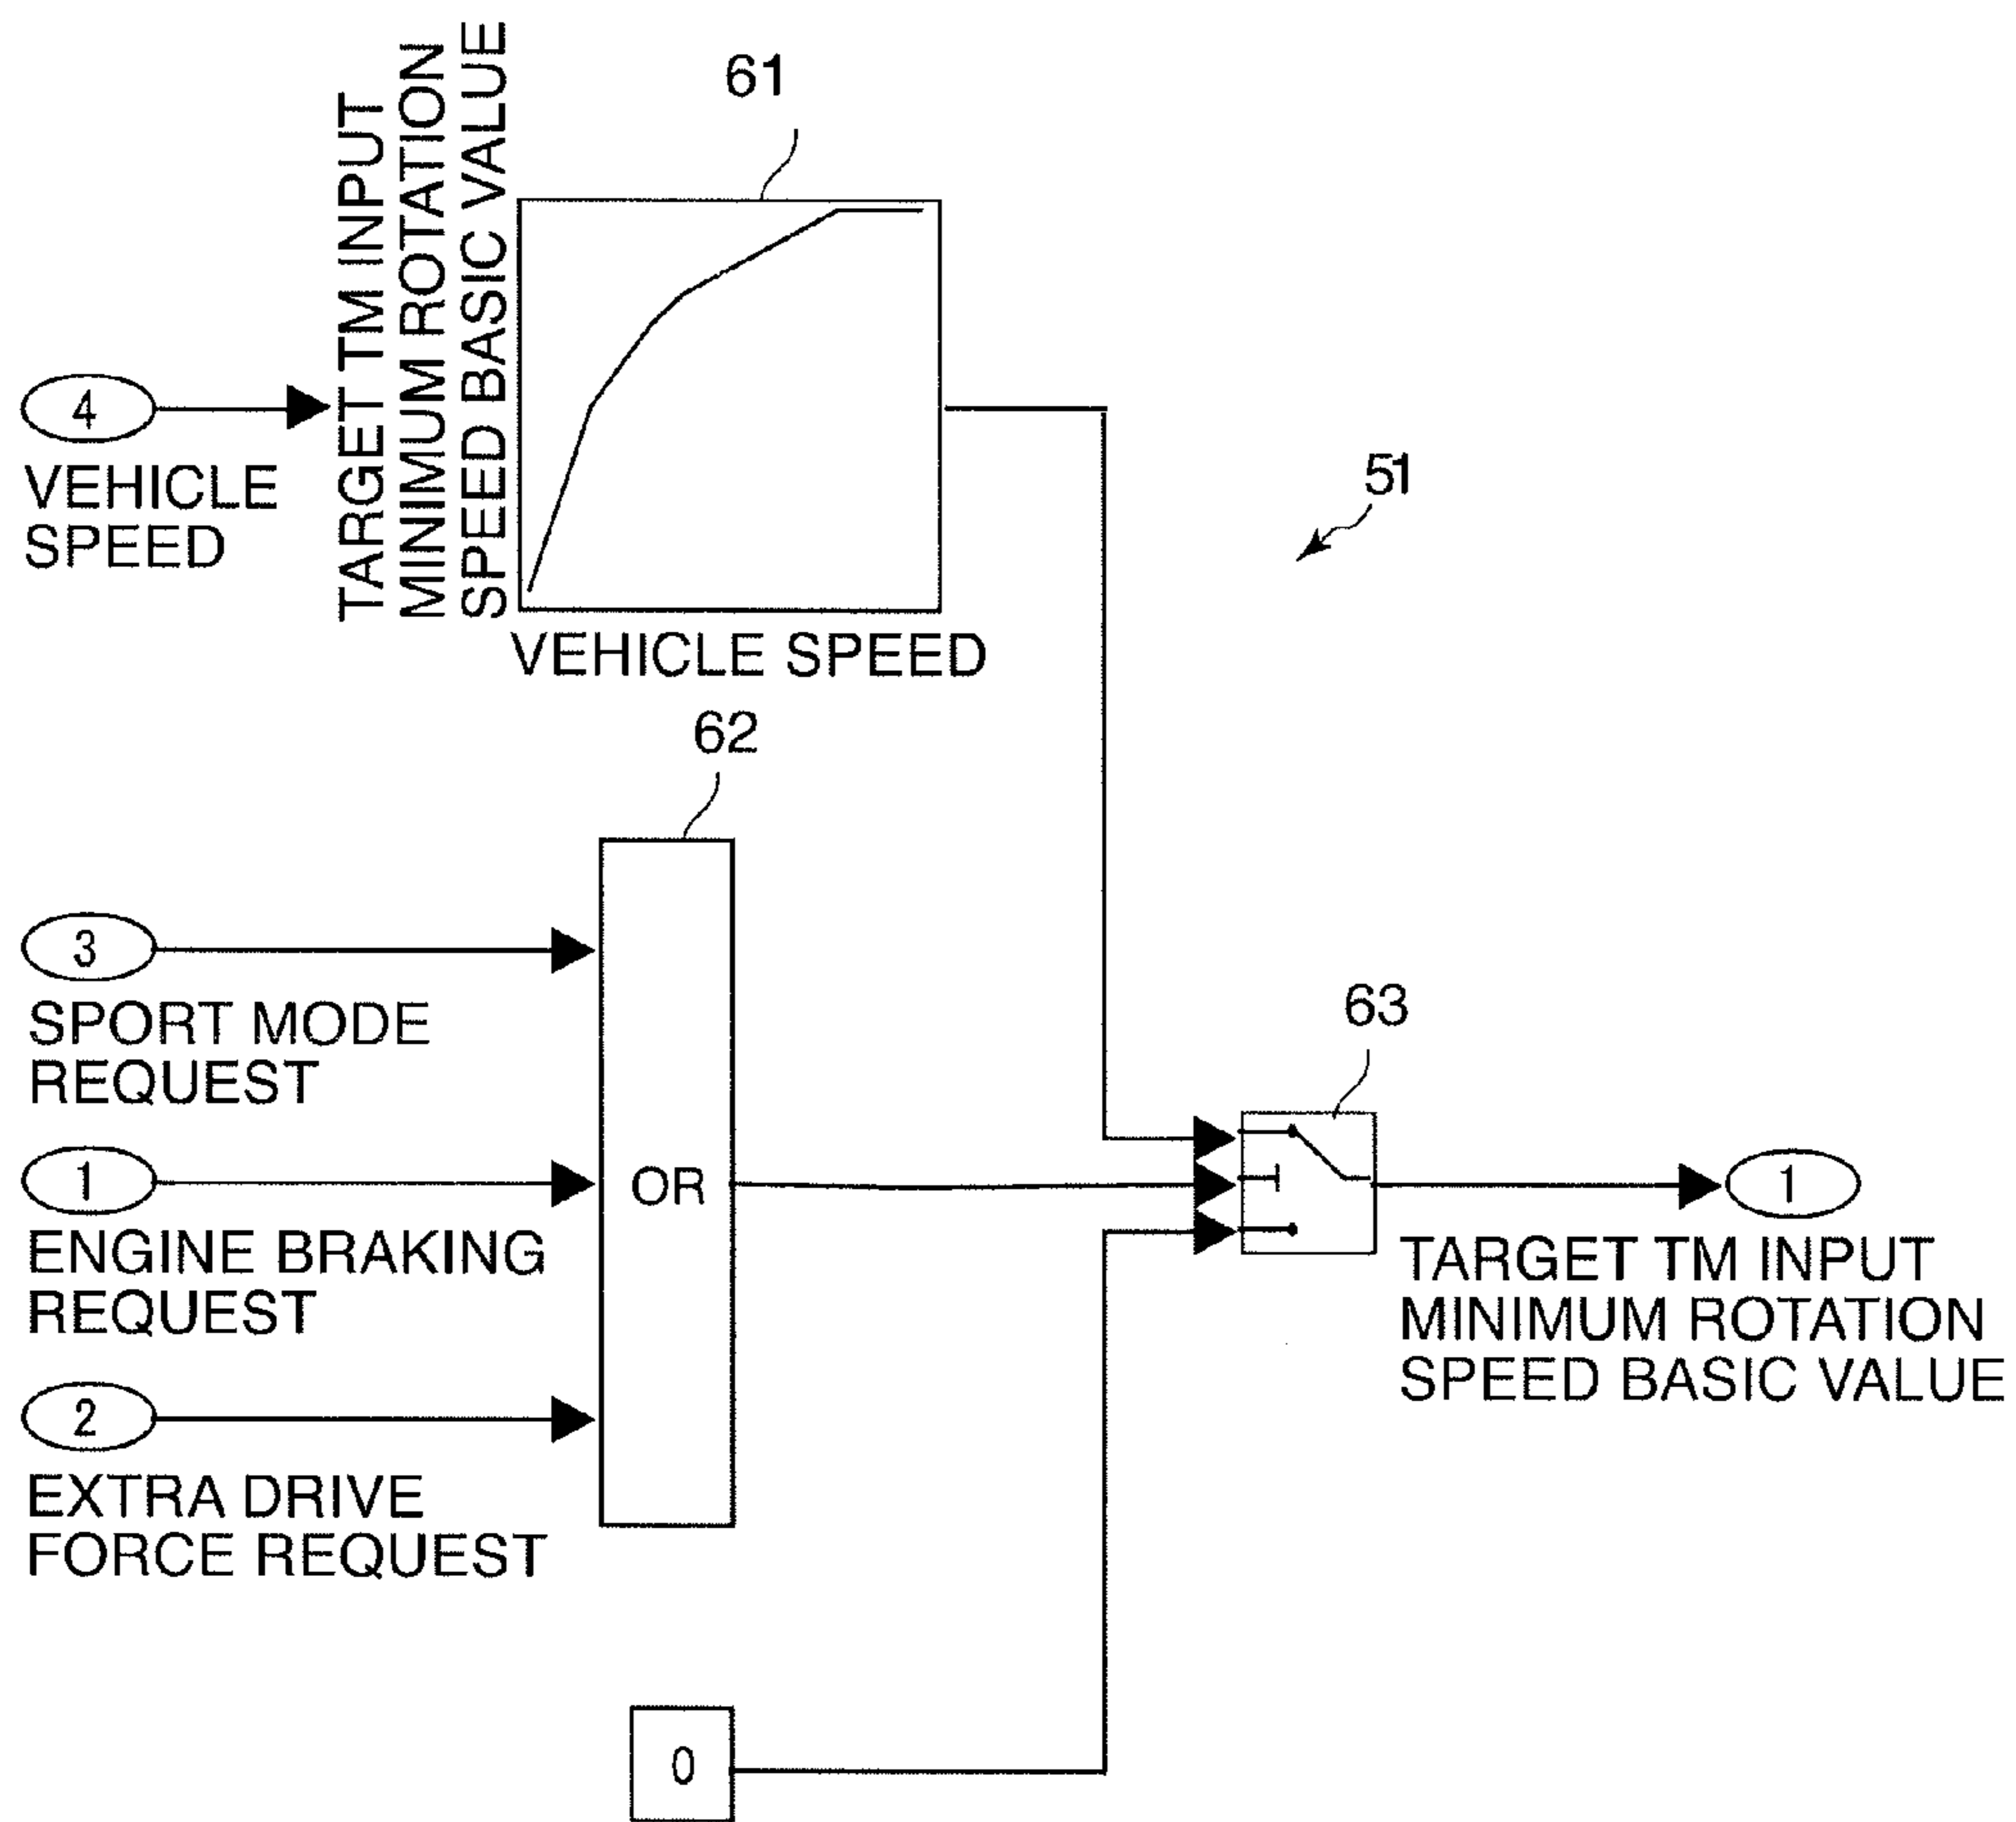 61
TARGET TM INPUT
MINIMUM ROTATION
SPEED BASIC VALUE
4
VEHICLE
SPEED
VEHICLE SPEED
51
62
3
SPORT MODE
REQUEST
63
1
ENGINE BRAKING
REQUEST
OR
1
TARGET TM INPUT
MINIMUM ROTATION
SPEED BASIC VALUE
2
EXTRA DRIVE
FORCE REQUEST
0